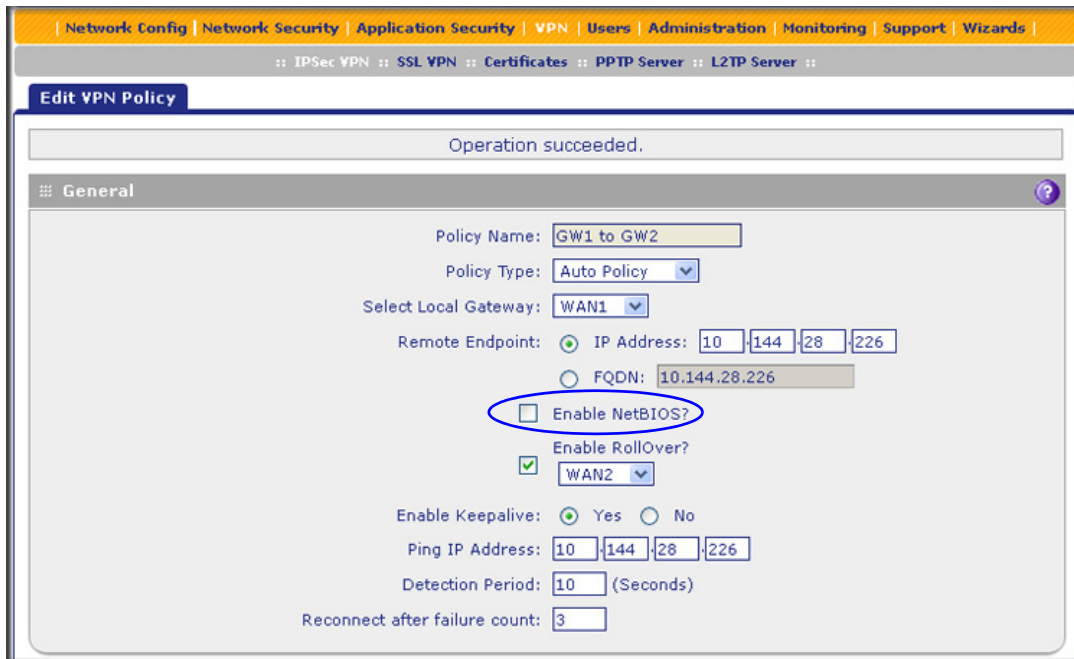 | Network Config | Network Security | Application Security | VPN | Users | Administration | Monitoring | Support | Wizards |
:: IPSec VPN :: SSL VPN :: Certificates :: PPTP Server :: L2TP Server ::
Edit VPN Policy
Operation succeeded.
General ?
Policy Name: GW1 to GW2
Policy Type: Auto Policy
Select Local Gateway: WAN1
Remote Endpoint: IP Address: 10 .144 .28 .226
FQDN: 10.144.28.226
Enable NetBIOS?
Enable RollOver?
WAN2
Enable Keepalive: Yes No
Ping IP Address: 10 .144 .28 .226
Detection Period: 10 (Seconds)
Reconnect after failure count: 3